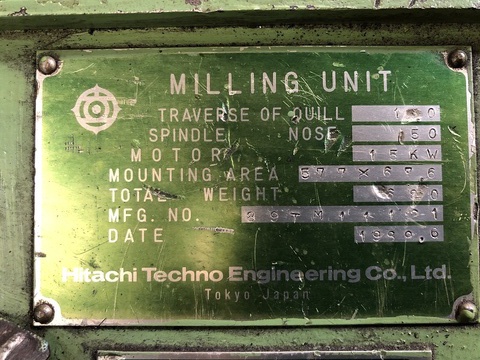 MILLING UNIT
TRAVERSE OF QUILL
SPINDLE NOSE 150
MOTOR 15KW
MOUNTING AREA
TOTAL WEIGHT
MFG. NO.
DATE
Hitachi Techno Engineering Co., Ltd.
Tokyo Japan